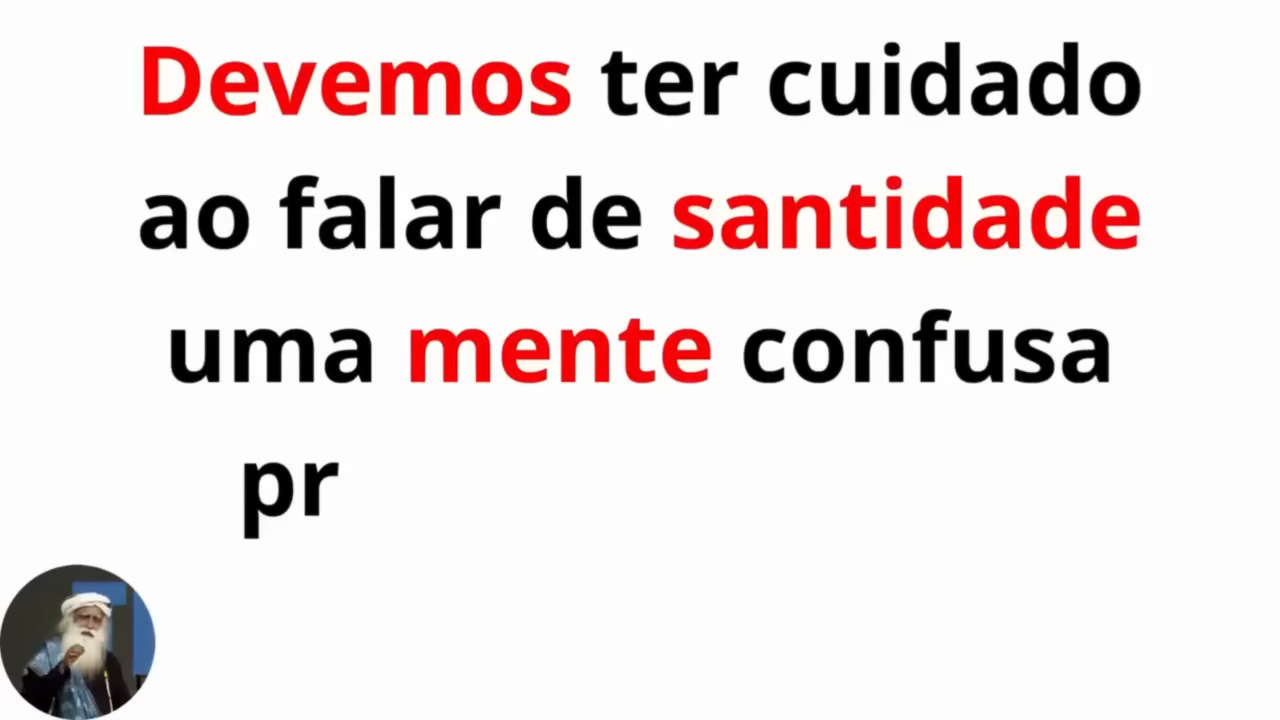 Devemos ter cuidado
ao falar de santidade
uma mente confusa
pr